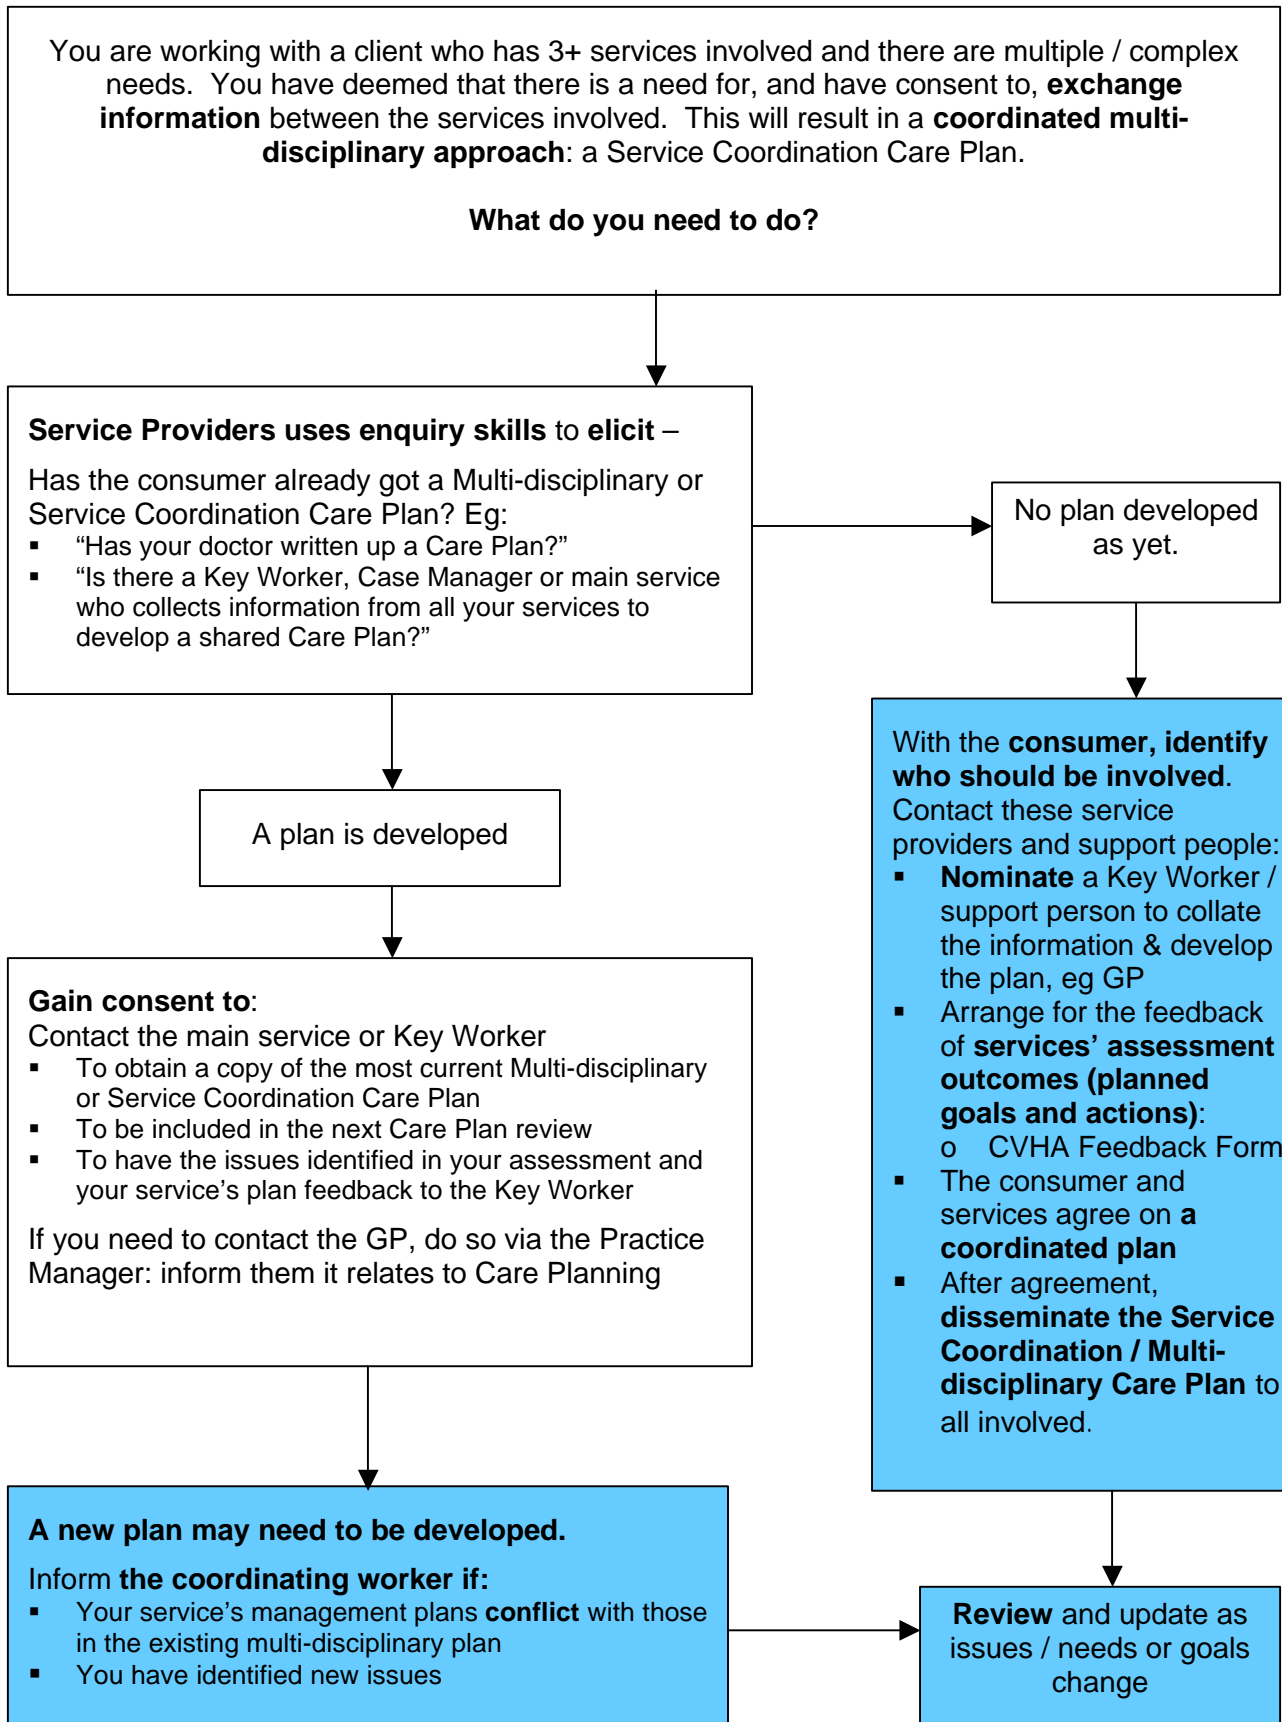 You are working with a client who has 3+ services involved and there are multiple / complex
needs.  You have deemed that there is a need for, and have consent to, exchange
information between the services involved.  This will result in a coordinated multi-
disciplinary approach: a Service Coordination Care Plan.
What do you need to do?
Service Providers uses enquiry skills to elicit –
Has the consumer already got a Multi-disciplinary or
Service Coordination Care Plan? Eg:
▪ “Has your doctor written up a Care Plan?”
▪ “Is there a Key Worker, Case Manager or main service
who collects information from all your services to
develop a shared Care Plan?”
No plan developed
as yet.
A plan is developed
Gain consent to:
Contact the main service or Key Worker
▪ To obtain a copy of the most current Multi-disciplinary
or Service Coordination Care Plan
▪ To be included in the next Care Plan review
▪ To have the issues identified in your assessment and
your service’s plan feedback to the Key Worker
If you need to contact the GP, do so via the Practice
Manager: inform them it relates to Care Planning
With the consumer, identify
who should be involved.
Contact these service
providers and support people:
▪ Nominate a Key Worker /
support person to collate
the information & develop
the plan, eg GP
▪ Arrange for the feedback
of services’ assessment
outcomes (planned
goals and actions):
o CVHA Feedback Form
▪ The consumer and
services agree on a
coordinated plan
▪ After agreement,
disseminate the Service
Coordination / Multi-
disciplinary Care Plan to
all involved.
A new plan may need to be developed.
Inform the coordinating worker if:
▪ Your service’s management plans conflict with those
in the existing multi-disciplinary plan
▪ You have identified new issues
Review and update as
issues / needs or goals
change